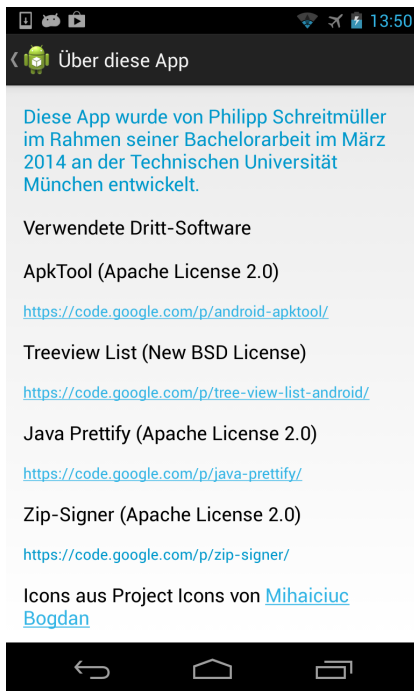 13:50
Über diese App
Diese App wurde von Philipp Schreitmüller
im Rahmen seiner Bachelorarbeit im März
2014 an der Technischen Universität
München entwickelt.
Verwendete Dritt-Software
ApkTool (Apache License 2.0)
https://code.google.com/p/android-apktool/
Treeview List (New BSD License)
https://code.google.com/p/tree-view-list-android/
Java Prettify (Apache License 2.0)
https://code.google.com/p/java-prettify/
Zip-Signer (Apache License 2.0)
https://code.google.com/p/zip-signer/
Icons aus Project Icons von Mihaiciuc
Bogdan